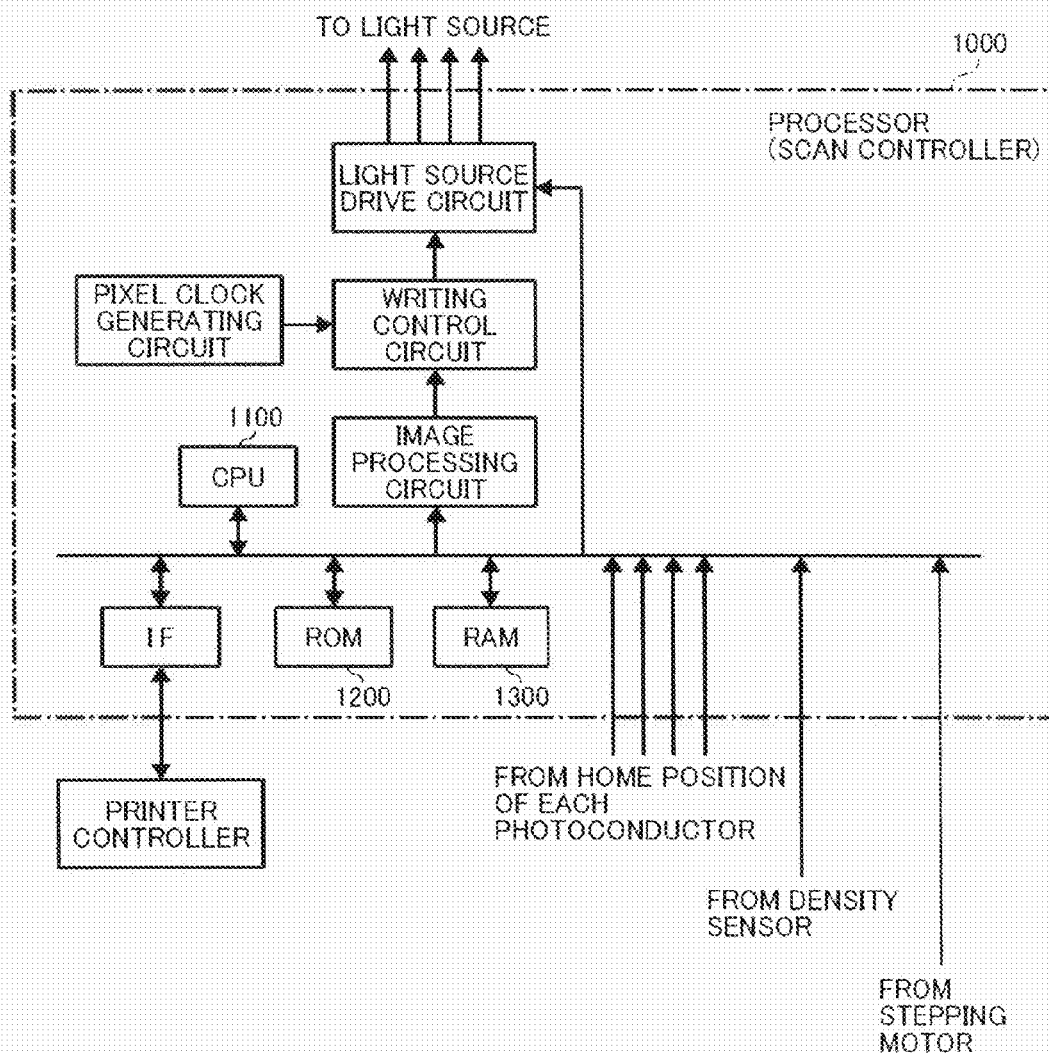 TO LIGHT SOURCE
1000
PROCESSOR
(SCAN CONTROLLER)
LIGHT SOURCE
DRIVE CIRCUIT
PIXEL CLOCK
GENERATING
CIRCUIT
WRITING
CONTROL
CIRCUIT
1100
CPU
IMAGE
PROCESSING
CIRCUIT
IF
ROM
RAM
1200
1300
PRINTER
CONTROLLER
FROM HOME POSITION
OF EACH
PHOTOCONDUCTOR
FROM DENSITY
SENSOR
FROM
STEPPING
MOTOR